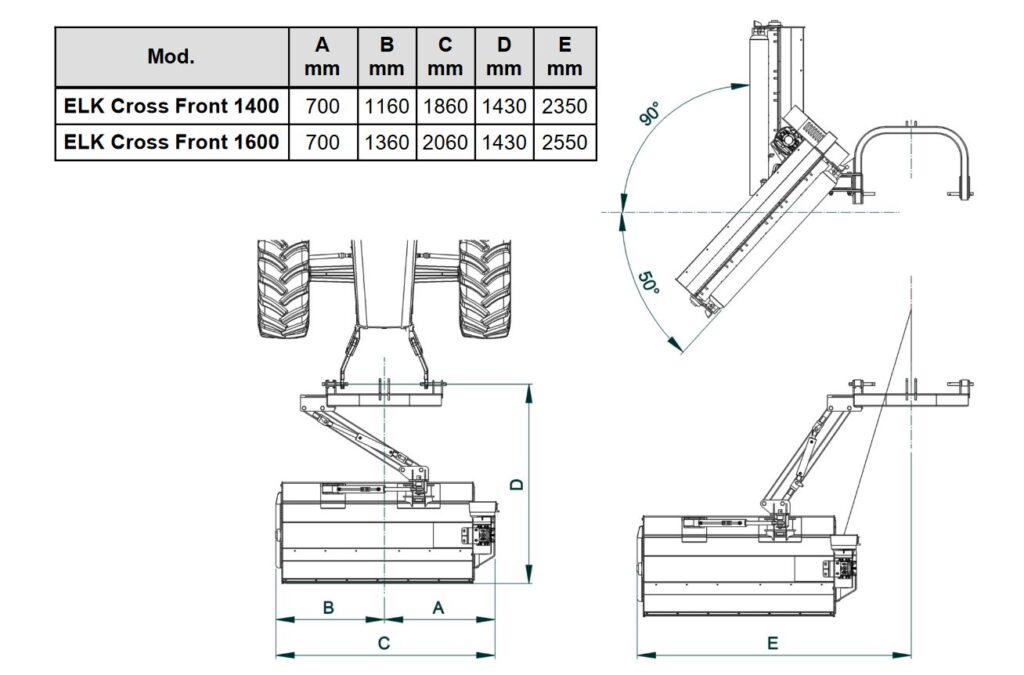 Mod. A mm B mm C mm D mm E mm
ELK Cross Front 1400 700 1160 1860 1430 2350
ELK Cross Front 1600 700 1360 2060 1430 2550
90°
50°
D
B A
C
E